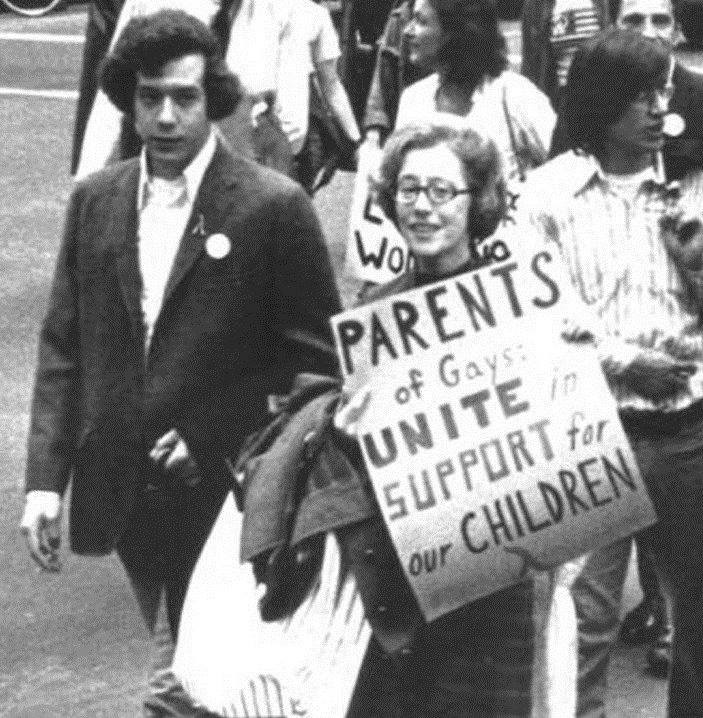 PARENTS
of Gays:
UNITE in
SUPPORT for
our CHILDREN